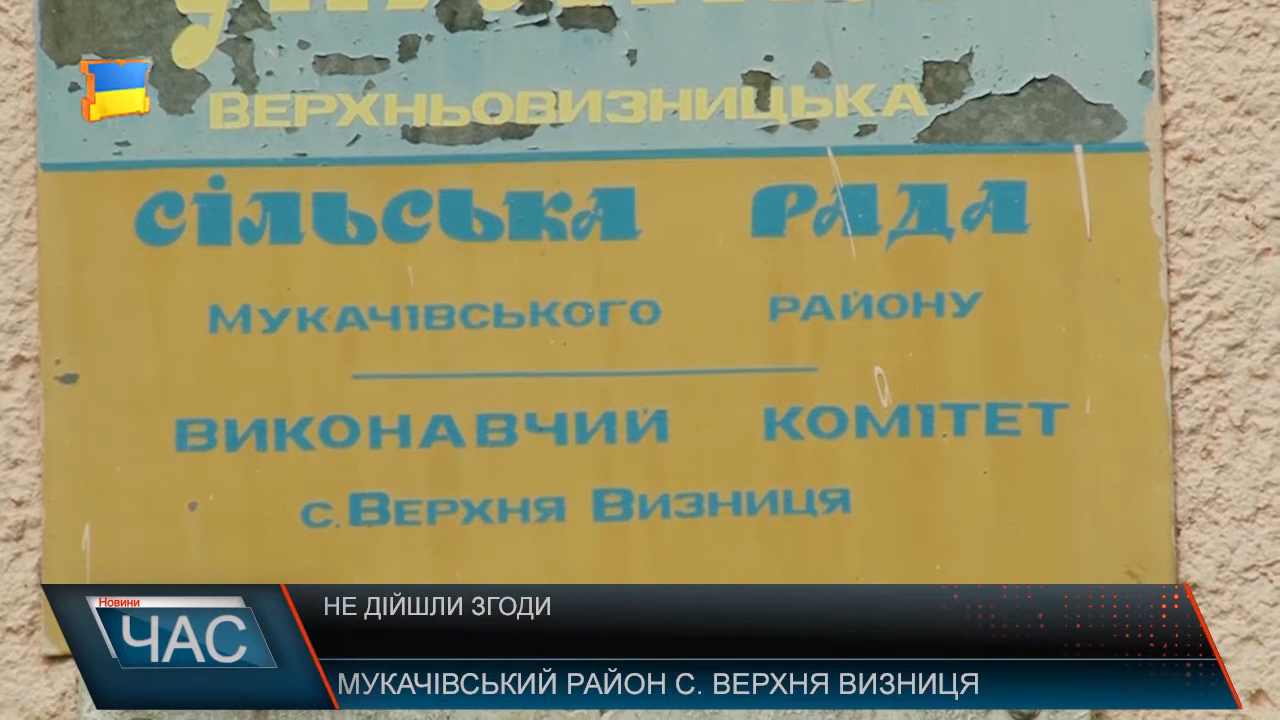 ВЕРХНЬОВИЗНИЦЬКА
СІЛЬСЬКА РАДА
МУКАЧІВСЬКОГО РАЙОНУ
ВИКОНАВЧИЙ КОМІТЕТ
с. ВЕРХНЯ ВИЗНИЦЯ
Новини
ЧАС
НЕ ДІЙШЛИ ЗГОДИ
МУКАЧІВСЬКИЙ РАЙОН С. ВЕРХНЯ ВИЗНИЦЯ